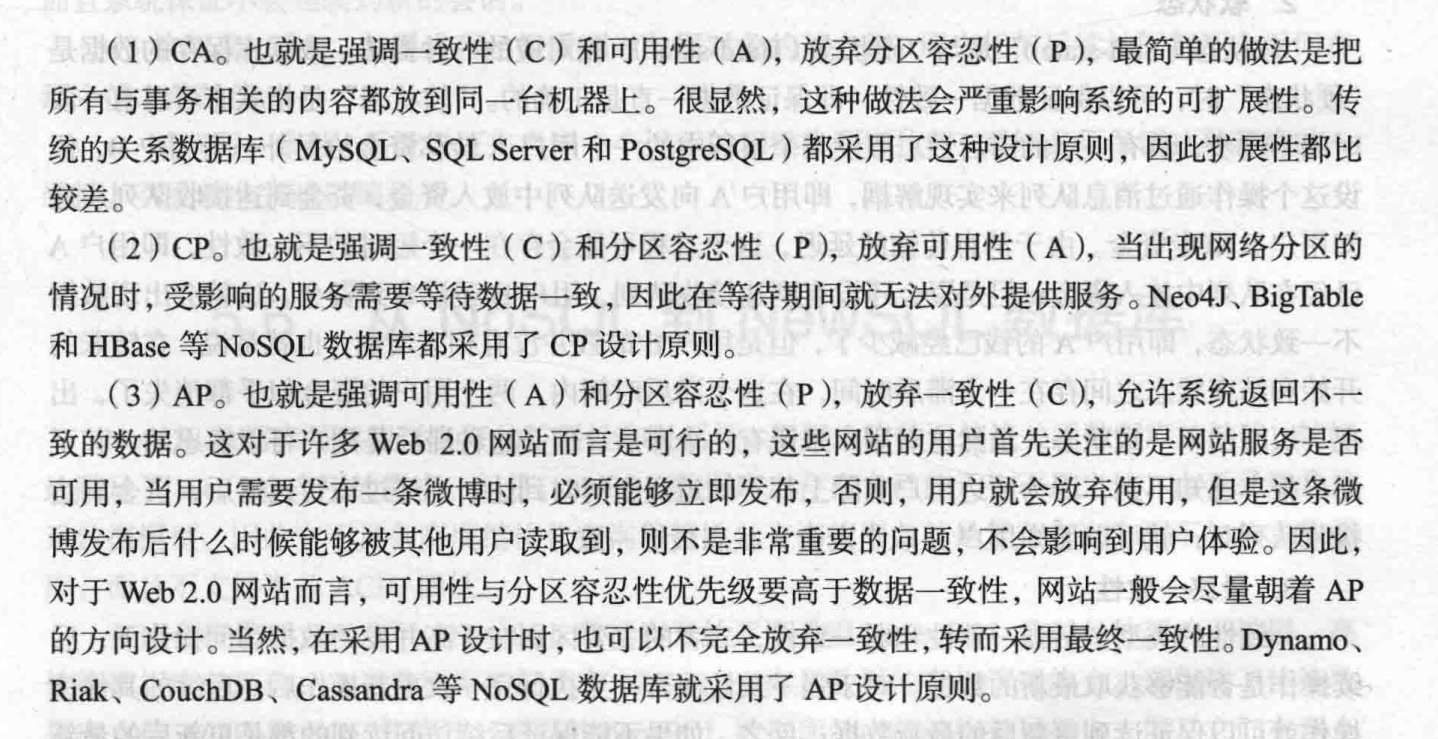 （1）CA。也就是强调一致性（C）和可用性（A），放弃分区容忍性（P），最简单的做法是把
所有与事务相关的内容都放到同一台机器上。很显然，这种做法会严重影响系统的可扩展性。传
统的关系数据库（MySQL、SQL Server 和 PostgreSQL）都采用了这种设计原则，因此扩展性都比
较差。
（2）CP。也就是强调一致性（C）和分区容忍性（P），放弃可用性（A），当出现网络分区的
情况时，受影响的服务需要等待数据一致，因此在等待期间就无法对外提供服务。Neo4J、BigTable
和 HBase 等 NoSQL 数据库都采用了 CP 设计原则。
（3）AP。也就是强调可用性（A）和分区容忍性（P），放弃一致性（C），允许系统返回不一
致的数据。这对于许多 Web 2.0 网站而言是可行的，这些网站的用户首先关注的是网站服务是否
可用，当用户需要发布一条微博时，必须能够立即发布，否则，用户就会放弃使用，但是这条微
博发布后什么时候能够被其他用户读取到，则不是非常重要的问题，不会影响到用户体验。因此，
对于 Web 2.0 网站而言，可用性与分区容忍性优先级要高于数据一致性，网站一般会尽量朝着 AP
的方向设计。当然，在采用 AP 设计时，也可以不完全放弃一致性，转而采用最终一致性。Dynamo、
Riak、CouchDB、Cassandra 等 NoSQL 数据库就采用了 AP 设计原则。